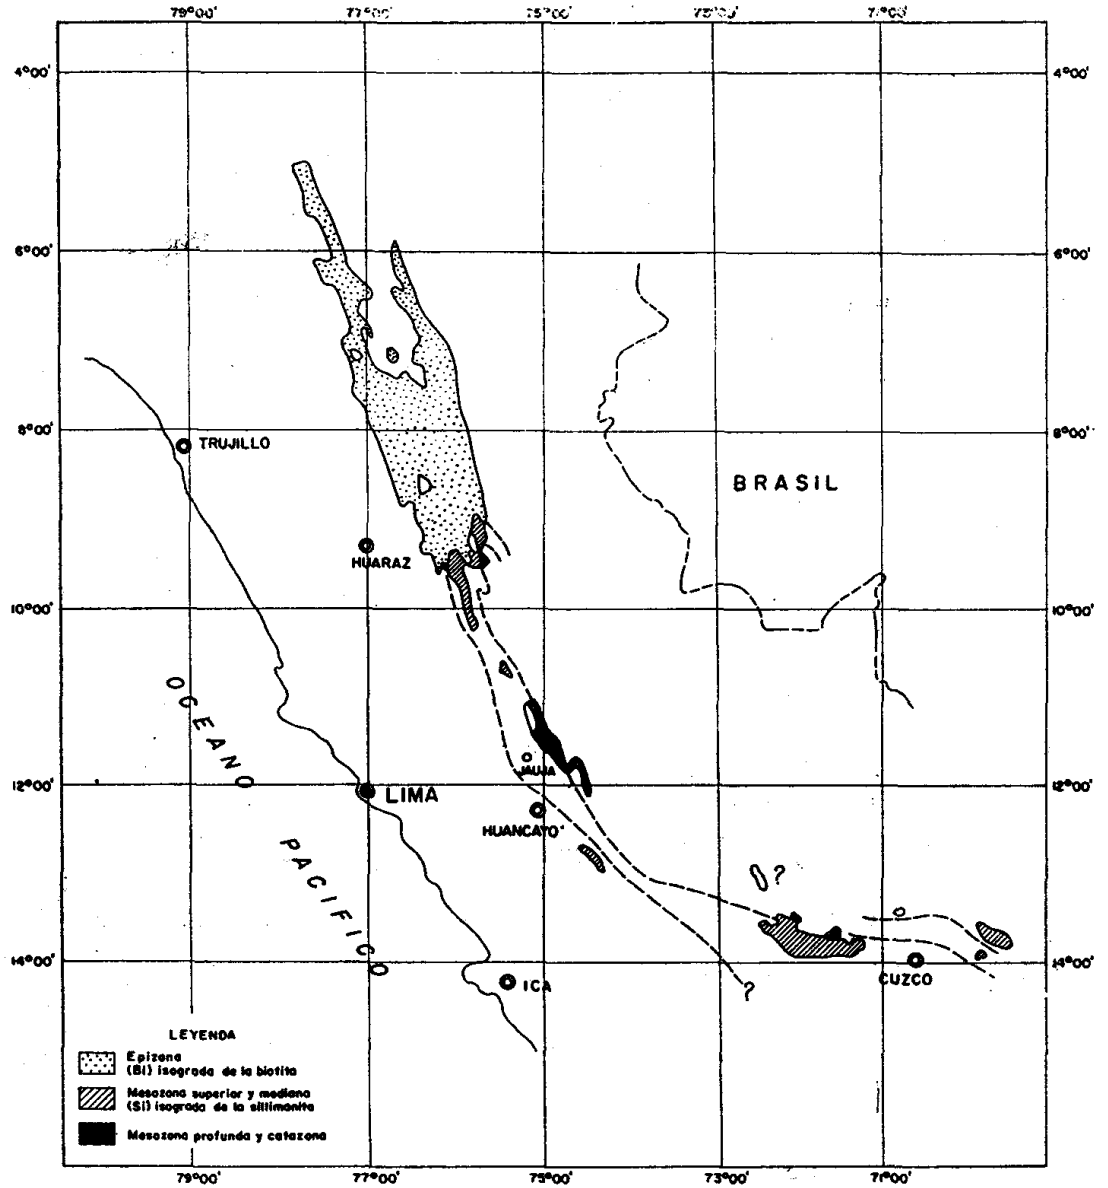 79°00' 77°00' 75°00' 73°00' 71°00'
4°00' 4°00'
6°00' 6°00'
8°00' 8°00'
TRUJILLO
BRASIL
HUARAZ
10°00' 10°00'
OCEANO
JAUJA
12°00' 12°00'
LIMA
HUANCAYO
PACIFICO
?
14°00' 14°00'
CUZCO
ICA
?
LEYENDA
Epizona
(Bi) isograda de la biotita
Mesozona superior y mediana
(Si) isograda de la sillimanita
Mesozona profunda y catazona
79°00' 77°00' 75°00' 73°00' 71°00'